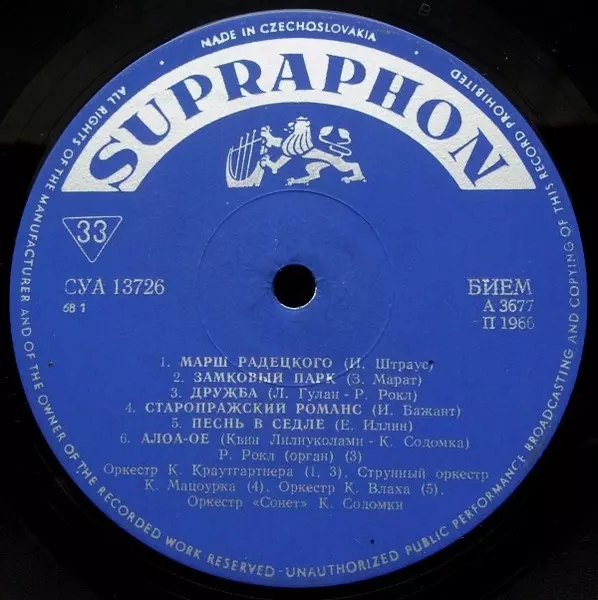 MADE IN CZECHOSLOVAKIA
ALL RIGHTS OF THE MANUFACTURER AND OF THE OWNER OF THE RECORDED WORK RESERVED - UNAUTHORIZED PUBLIC PERFORMANCE BROADCASTING AND COPYING OF THIS RECORD PROHIBITED
SUPRAPHON
33
СУА 13726
68 1
БИЕМ
А 3677
П 1966
1. МАРШ РАДЕЦКОГО (И. Штраус)
2. ЗАМКОВЫЙ ПАРК (З. Марат)
3. ДРУЖБА (Л. Гулан - Р. Рокл)
4. СТАРОПРАЖСКИЙ РОМАНС (И. Бажант)
5. ПЕСНЬ В СЕДЛЕ (Е. Иллин)
6. АЛОА-ОЕ (Квин Лилиуколами - К. Содомка)
Р. Рокл (орган) (3)
Оркестр К. Краутгартнера (1, 3), Струнный оркестр
К. Мацоуржа (4), Оркестр К. Влаха (5),
Оркестр «Сонет» К. Содомки